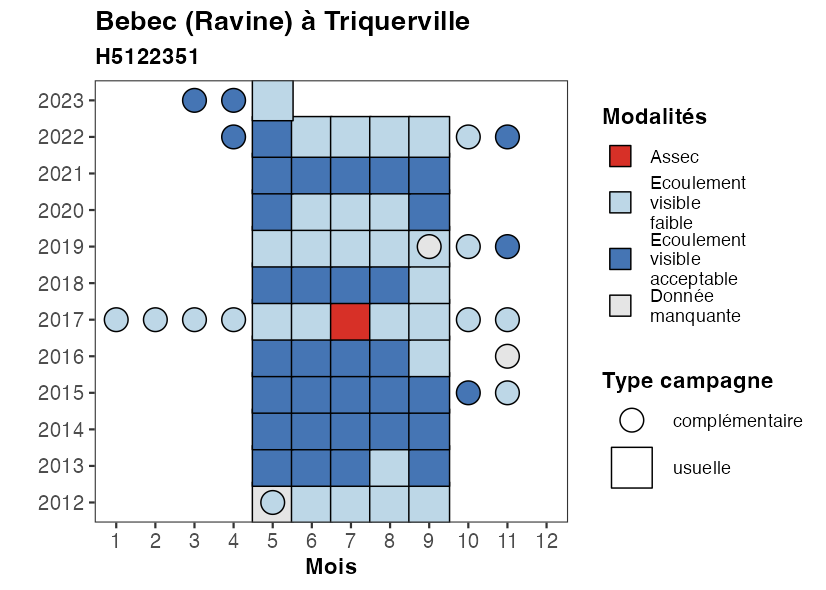 Bebec (Ravine) à Triquerville
H5122351
2023
2022
2021
2020
2019
2018
2017
2016
2015
2014
2013
2012
1 2 3 4 5 6 7 8 9 10 11 12
Mois
Modalités
Assec
Ecoulement
visible
faible
Ecoulement
visible
acceptable
Donnée
manquante
Type campagne
complémentaire
usuelle